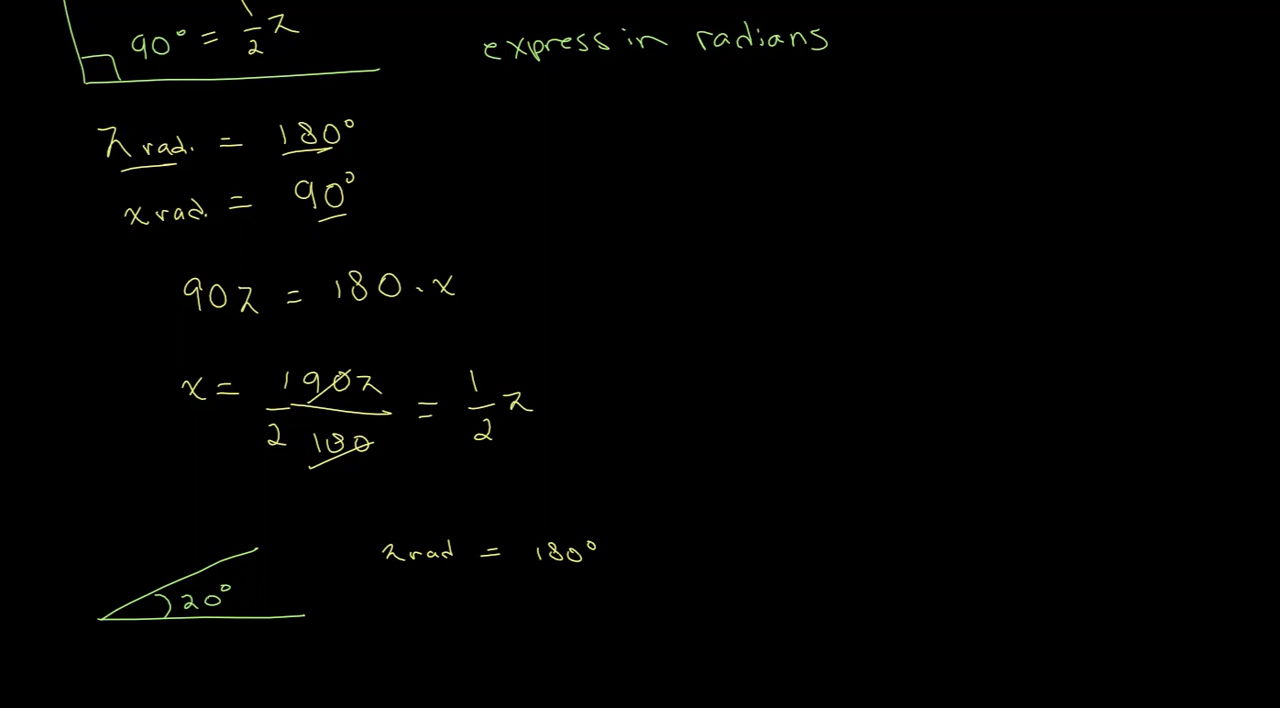 90° = 1/2 π
express in radians
π rad. = 180°
x rad. = 90°
90π = 180 · x
x = 1 90π / 2 180 = 1/2 π
20°
π rad = 180°